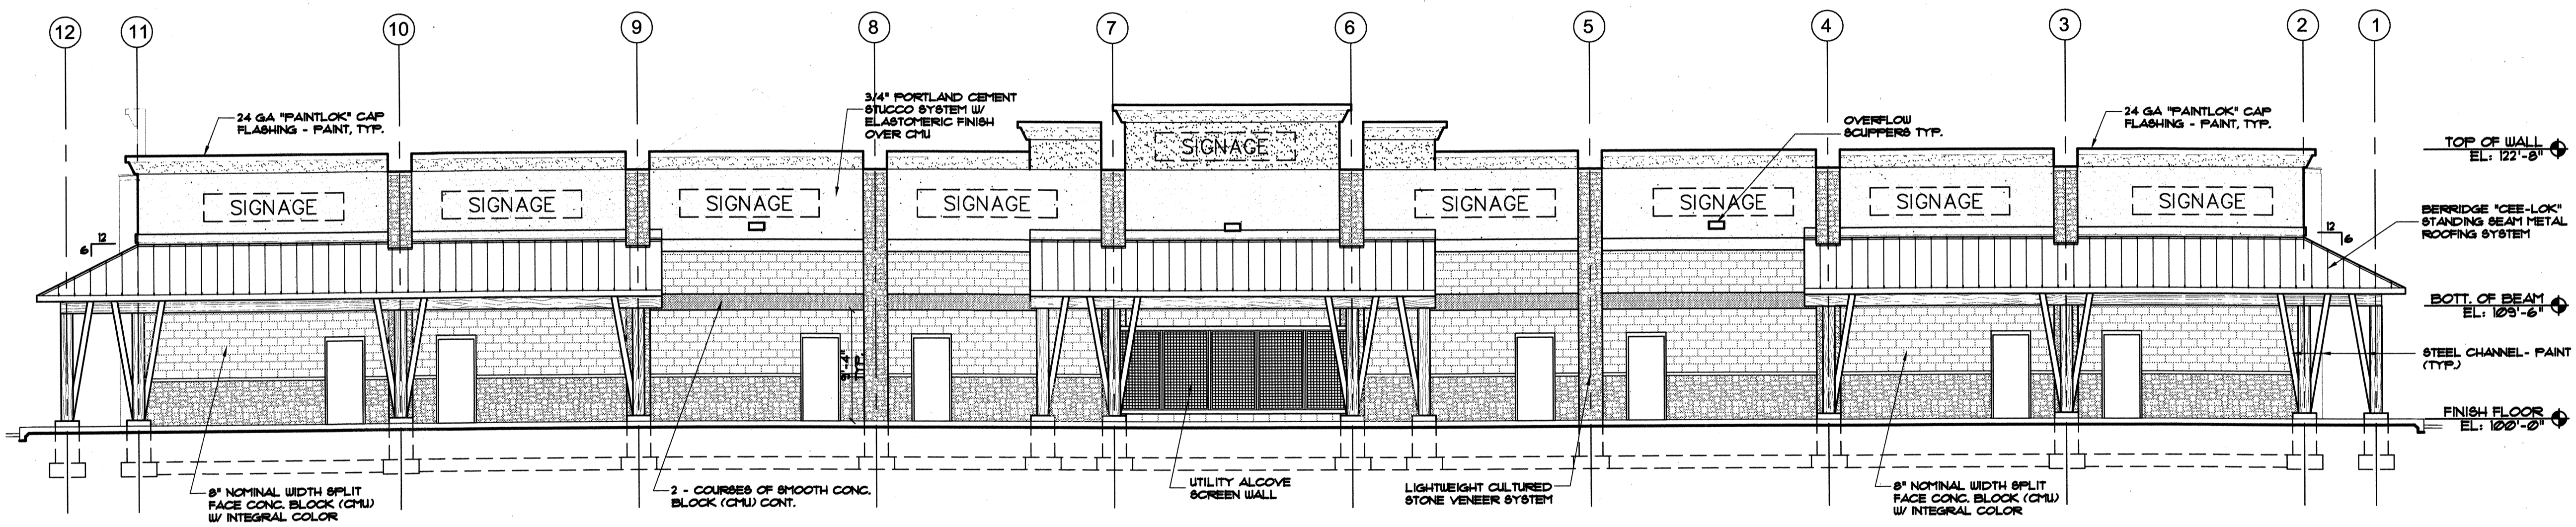 12
11
10
9
8
7
6
5
4
3
2
1
24 GA "PAINTLOK" CAP
FLASHING - PAINT, TYP.
3/4" PORTLAND CEMENT
STUCCO SYSTEM W/
ELASTOMERIC FINISH
OVER CMU
OVERFLOW
SCUPPERS TYP.
24 GA "PAINTLOK" CAP
FLASHING - PAINT, TYP.
TOP OF WALL
EL: 122'-8"
SIGNAGE
SIGNAGE
SIGNAGE
SIGNAGE
SIGNAGE
SIGNAGE
SIGNAGE
SIGNAGE
SIGNAGE
12
6
12
6
BERRIDGE "CEE-LOK"
STANDING SEAM METAL
ROOFING SYSTEM
BOTT. OF BEAM
EL: 109'-6"
9'-4"
TYP.
STEEL CHANNEL- PAINT
(TYP.)
FINISH FLOOR
EL: 100'-0"
8" NOMINAL WIDTH SPLIT
FACE CONC. BLOCK (CMU)
W/ INTEGRAL COLOR
2 - COURSES OF SMOOTH CONC.
BLOCK (CMU) CONT.
UTILITY ALCOVE
SCREEN WALL
LIGHTWEIGHT CULTURED
STONE VENEER SYSTEM
8" NOMINAL WIDTH SPLIT
FACE CONC. BLOCK (CMU)
W/ INTEGRAL COLOR